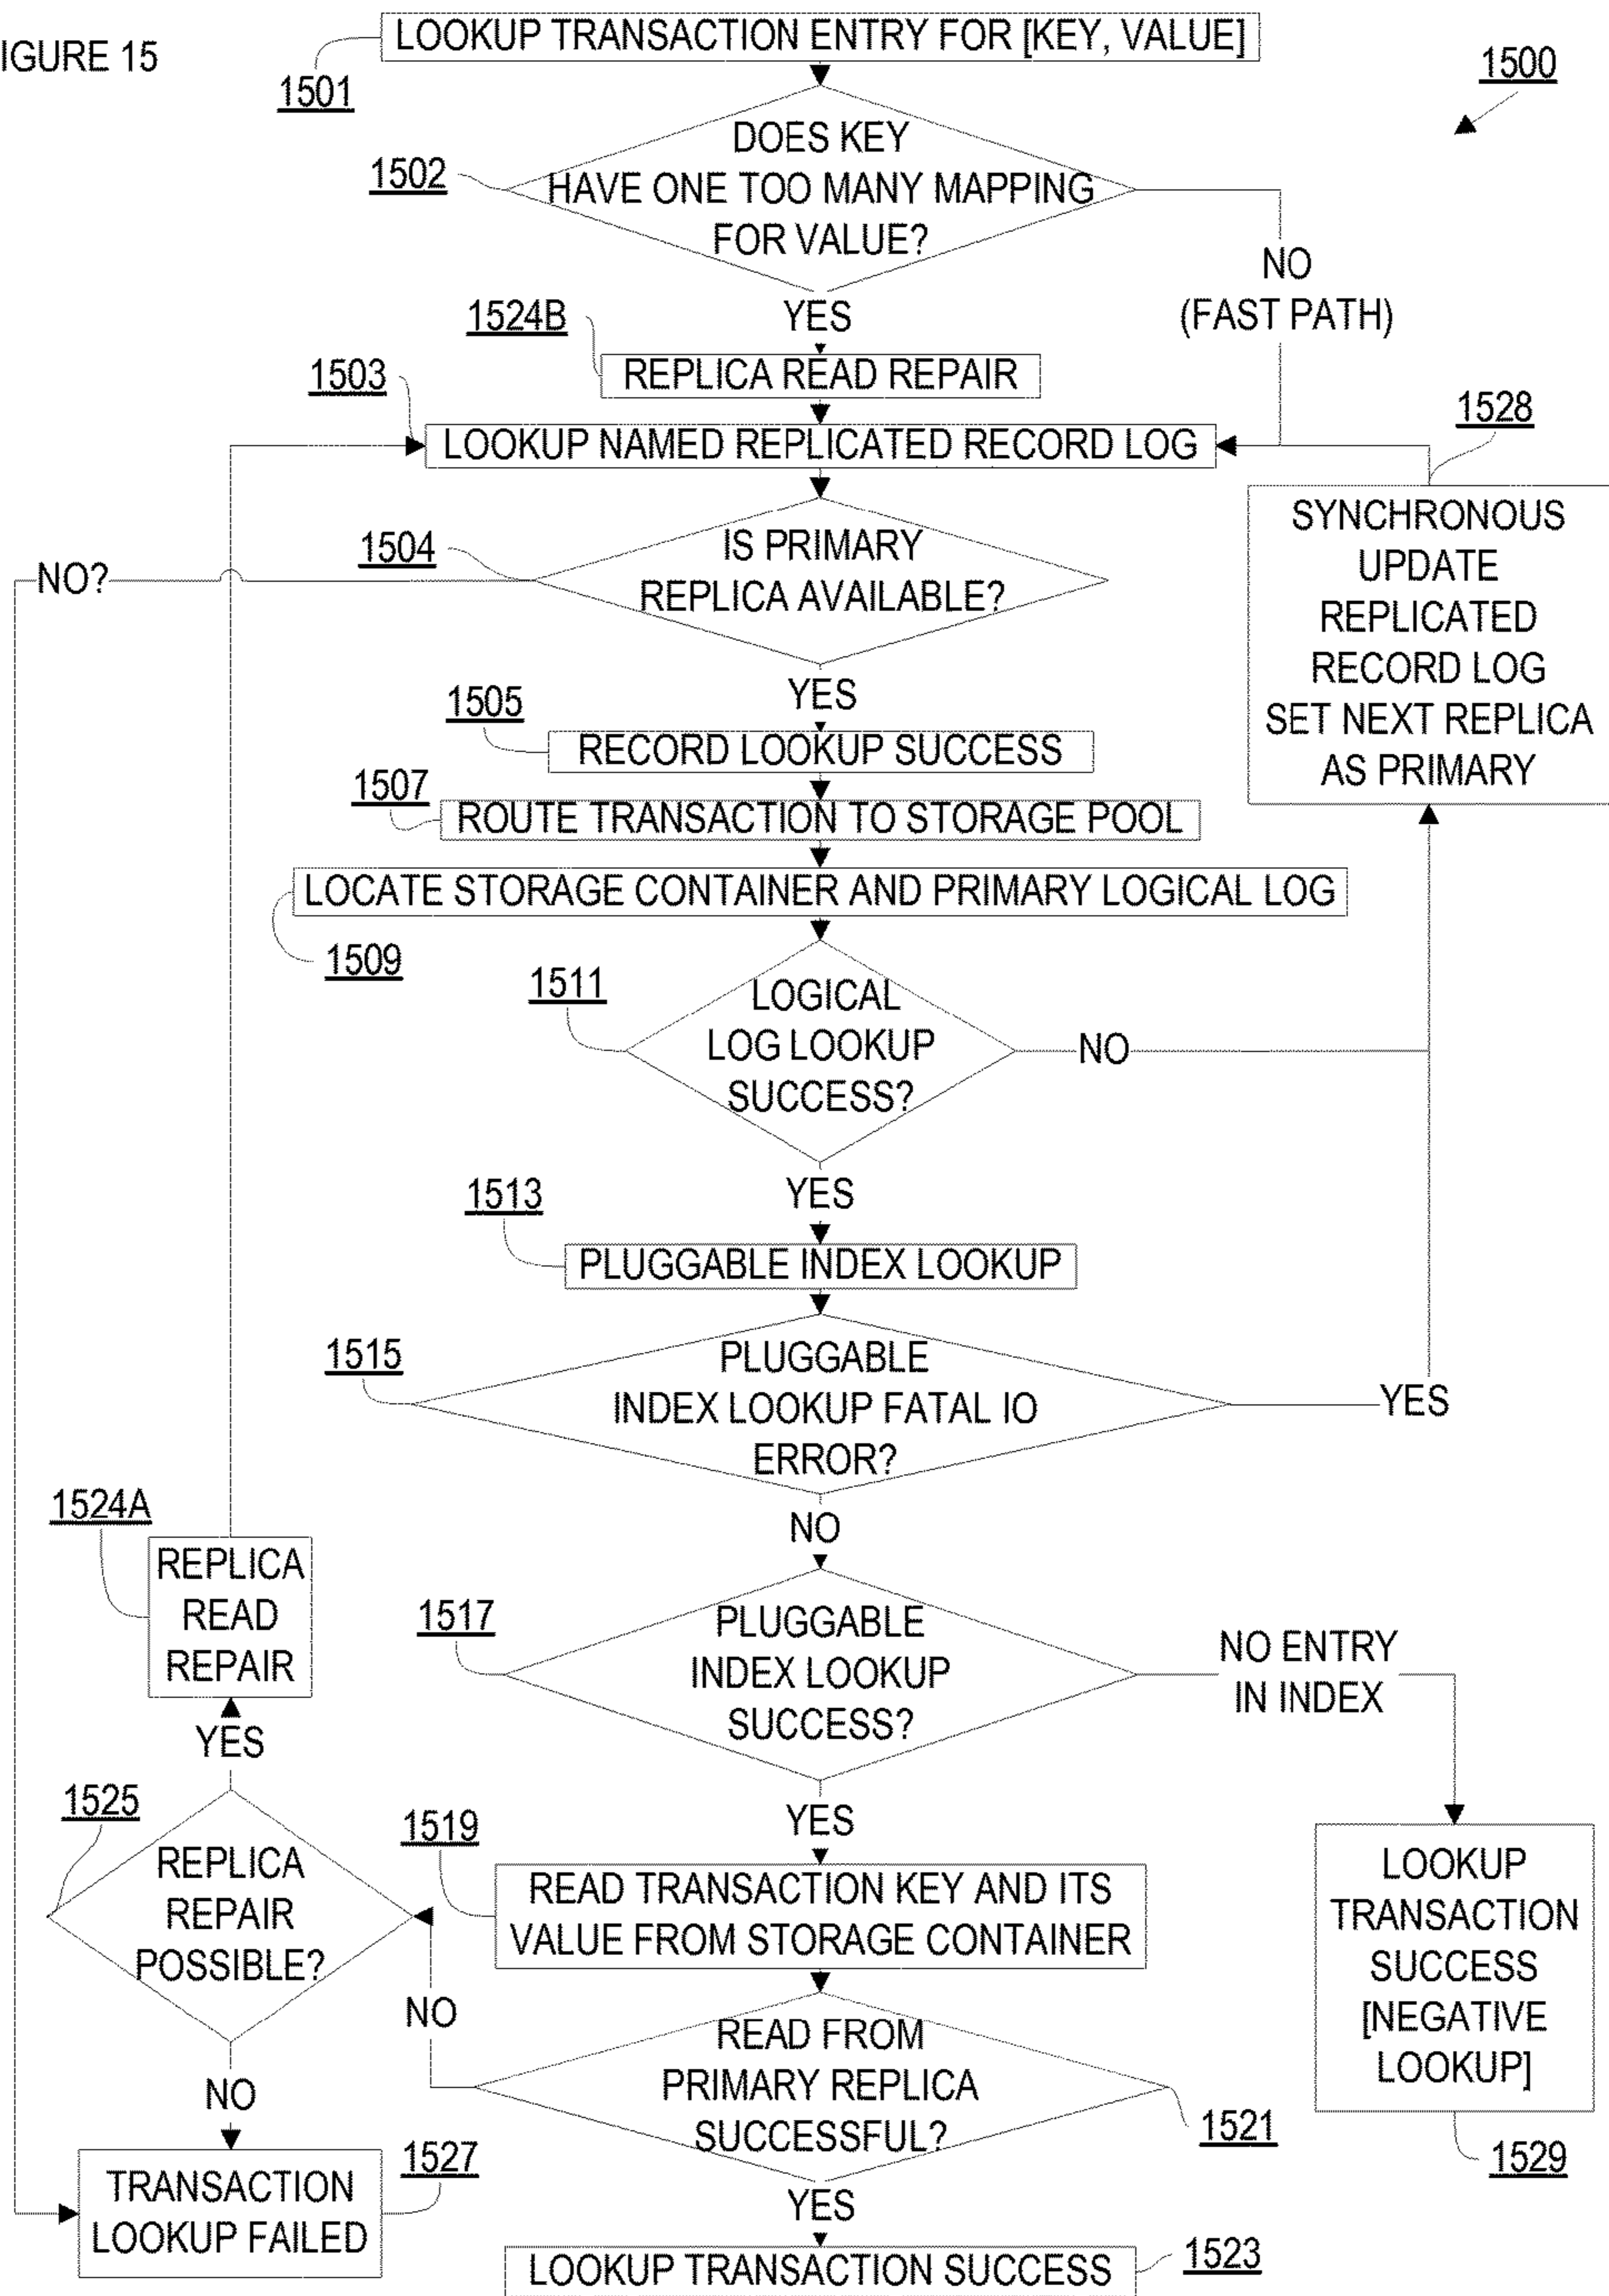 IGURE 15
LOOKUP TRANSACTION ENTRY FOR [KEY, VALUE]
1501
1500
DOES KEY
HAVE ONE TOO MANY MAPPING
FOR VALUE?
1502
NO
(FAST PATH)
YES
1524B
REPLICA READ REPAIR
1503
LOOKUP NAMED REPLICATED RECORD LOG
1528
SYNCHRONOUS
UPDATE
REPLICATED
RECORD LOG
SET NEXT REPLICA
AS PRIMARY
1504
IS PRIMARY
REPLICA AVAILABLE?
NO?
YES
1505
RECORD LOOKUP SUCCESS
1507
ROUTE TRANSACTION TO STORAGE POOL
LOCATE STORAGE CONTAINER AND PRIMARY LOGICAL LOG
1509
1511
LOGICAL
LOG LOOKUP
SUCCESS?
NO
YES
1513
PLUGGABLE INDEX LOOKUP
1515
PLUGGABLE
INDEX LOOKUP FATAL IO
ERROR?
YES
NO
1524A
REPLICA
READ
REPAIR
1517
PLUGGABLE
INDEX LOOKUP
SUCCESS?
NO ENTRY
IN INDEX
YES
1525
REPLICA
REPAIR
POSSIBLE?
YES
1519
READ TRANSACTION KEY AND ITS
VALUE FROM STORAGE CONTAINER
LOOKUP
TRANSACTION
SUCCESS
[NEGATIVE
LOOKUP]
1529
NO
READ FROM
PRIMARY REPLICA
SUCCESSFUL?
1521
NO
TRANSACTION
LOOKUP FAILED
1527
YES
LOOKUP TRANSACTION SUCCESS
1523